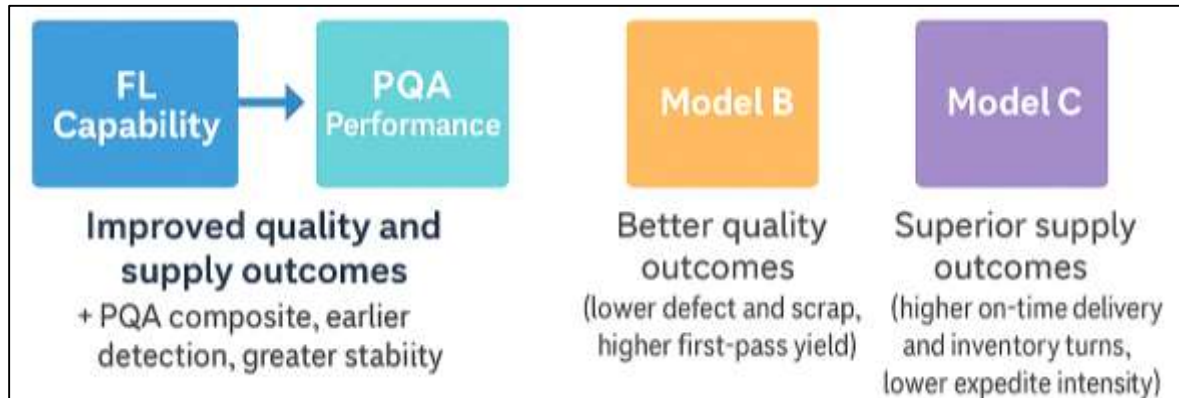 FL
Capability
PQA
Performance
Model B
Model C
Improved quality and
supply outcomes
+ PQA composite, earlier
detection, greater stabiity
Better quality
outcomes
(lower defect and scrap,
higher first-pass yield)
Superior supply
outcomes
(higher on-time delivery
and inventory turns,
lower expedite intensity)